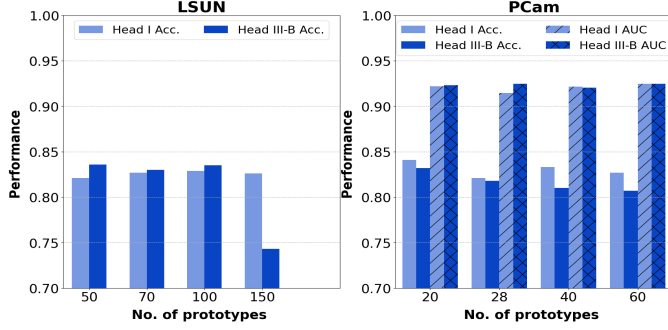 LSUN
Performance
1.00
0.95
0.90
0.85
0.80
0.75
0.70
Head I Acc.
Head III-B Acc.
50 70 100 150
No. of prototypes
PCam
Performance
1.00
0.95
0.90
0.85
0.80
0.75
0.70
Head I Acc.
Head III-B Acc.
Head I AUC
Head III-B AUC
20 28 40 60
No. of prototypes